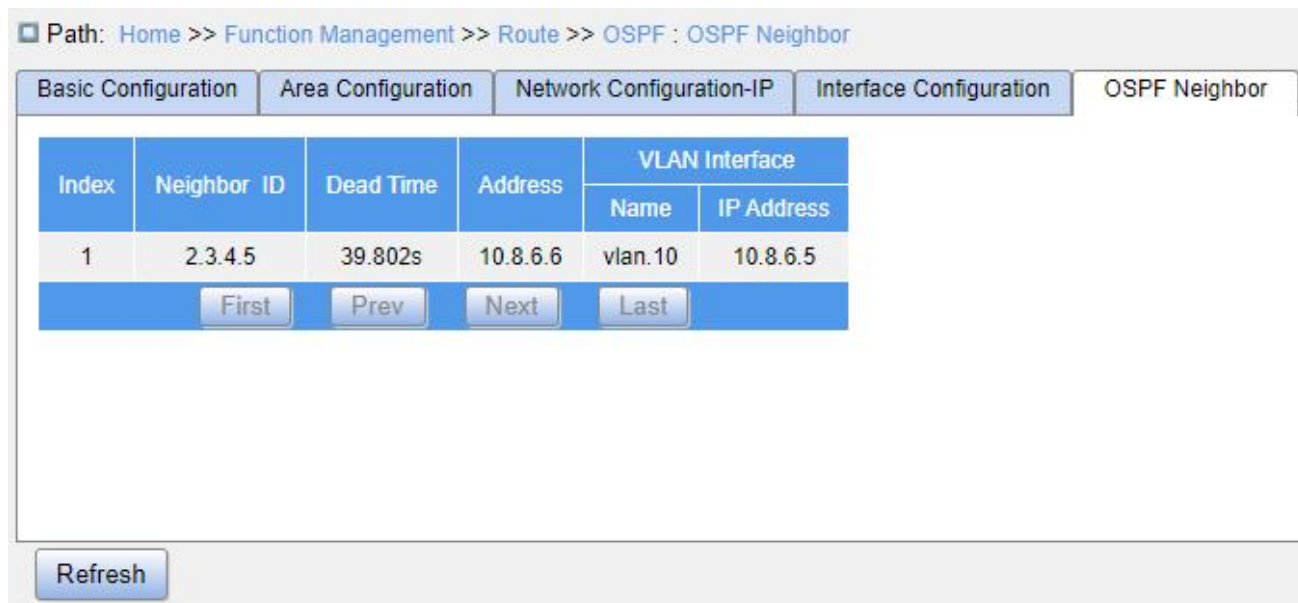 Path: Home >> Function Management >> Route >> OSPF : OSPF Neighbor
Basic Configuration Area Configuration Network Configuration-IP Interface Configuration OSPF Neighbor
Index Neighbor ID Dead Time Address VLAN Interface
Name IP Address
1 2.3.4.5 39.802s 10.8.6.6 vlan.10 10.8.6.5
First Prev Next Last
Refresh